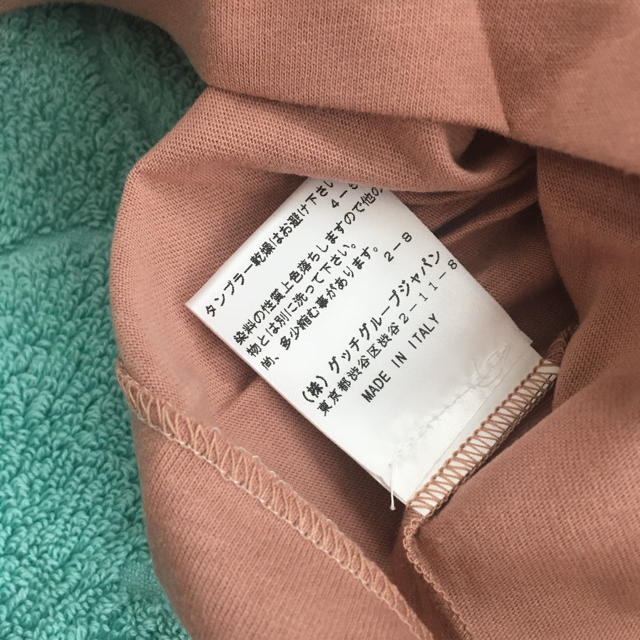 タンブラー乾燥はお避け下さい
4-8
染料の性質上色落ちしますので他の
物とは別に洗って下さい。
尚、多少縮む事があります。
2-8
(株) グッチグループジャパン
東京都渋谷区渋谷2-11-8
MADE IN ITALY